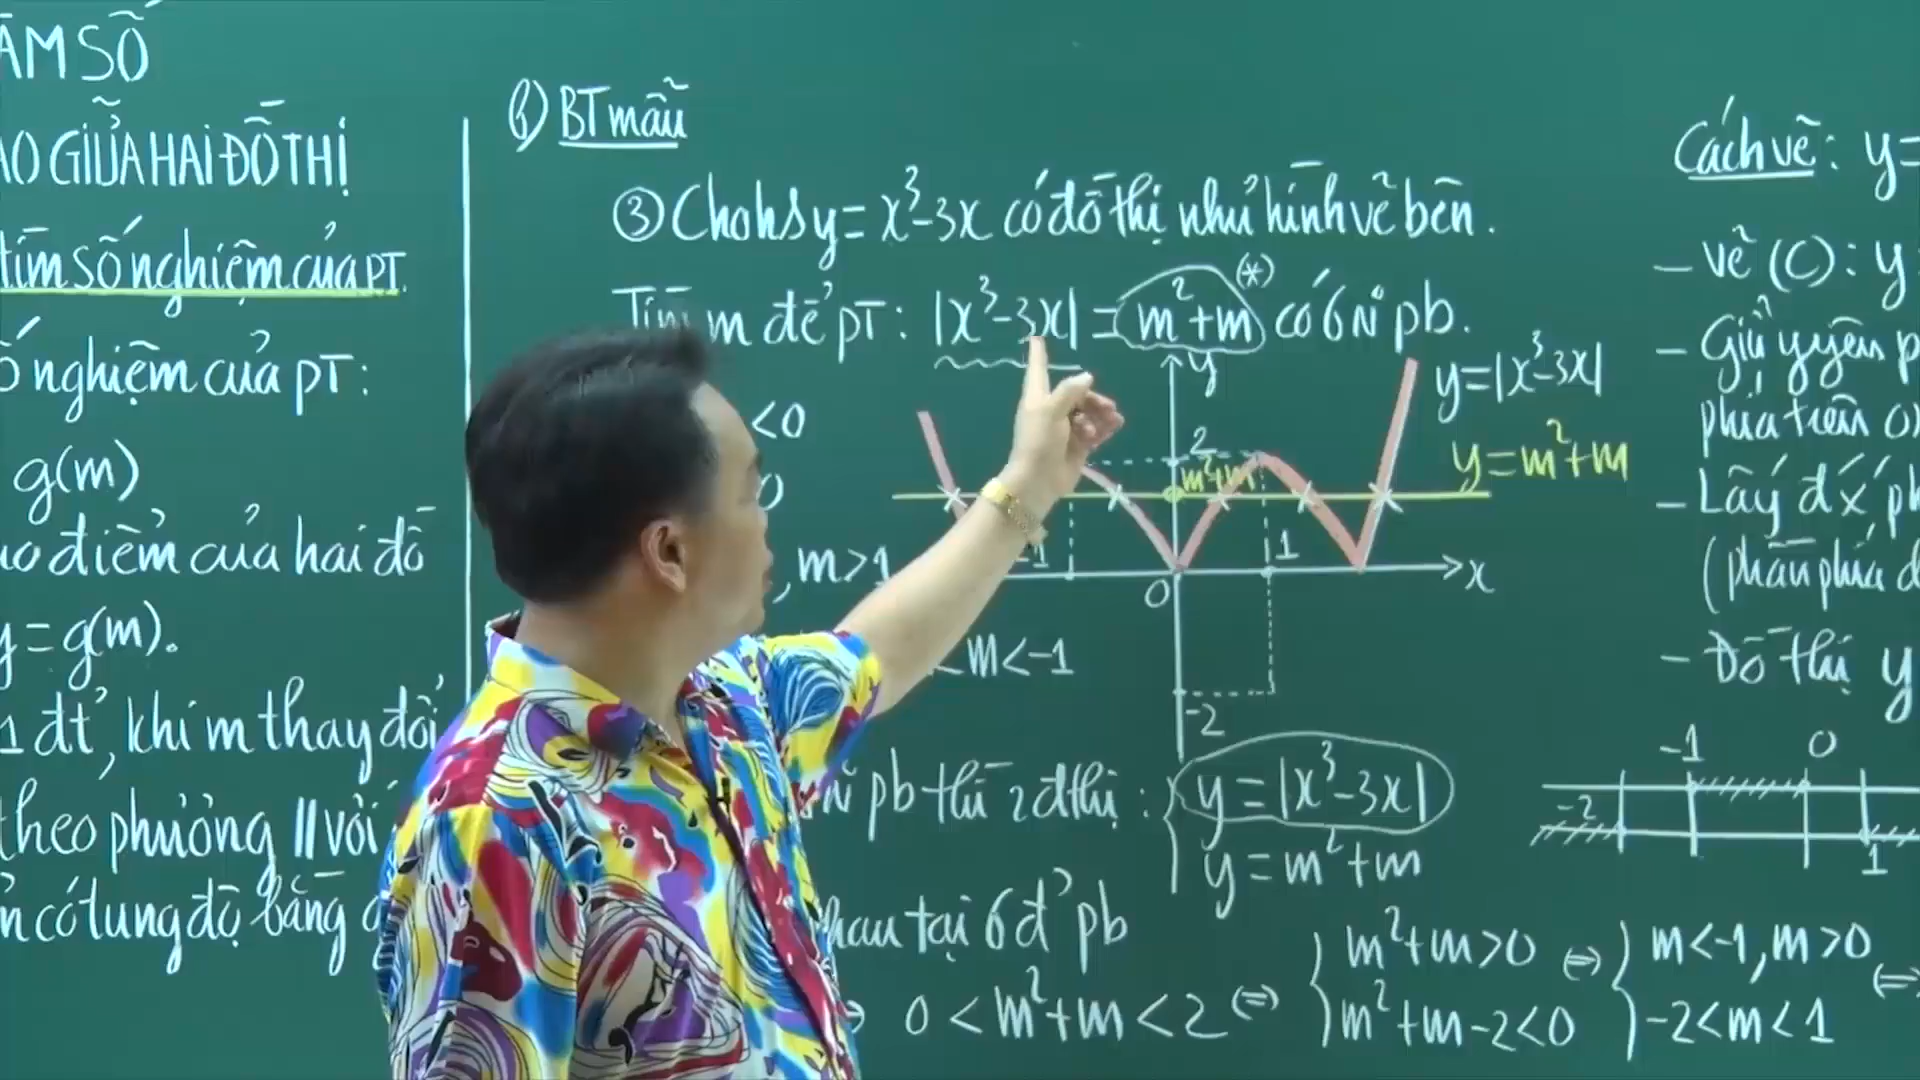 ÀM SỐ
AO GIỮA HAI ĐỒ THỊ
tìm số nghiệm của PT.
ố nghiệm của PT:
g(m)
ao điểm của hai đồ
y = g(m).
1 đt, khi m thay đổi
theo phương // với
có tung độ bằng
b) BT mẫu
③ Cho hs y = x³-3x có đồ thị như hình vẽ bên.
Tìm m để PT: |x³-3x| = m²+m (*) có 6 No pb.
<0
0
, m>1
<m<-1
y
y=|x³-3x|
y=m²+m
2
m²+m
-1
1
0
x
-2
pb thì 2 đthị : { y = |x³-3x|
y = m²+m
nhau tại 6 đ' pb
0 < m²+m < 2 ⇔ { m²+m>0 ⇔ { m<-1, m>0 ⇔
m²+m-2<0
-2<m<1
Cách vẽ: y=
- Vẽ (C): y
- Giữ nguyên p
phía trên O
- Lấy đx ph
(phần phía d
- Đồ thị y
-1 0
-2 1